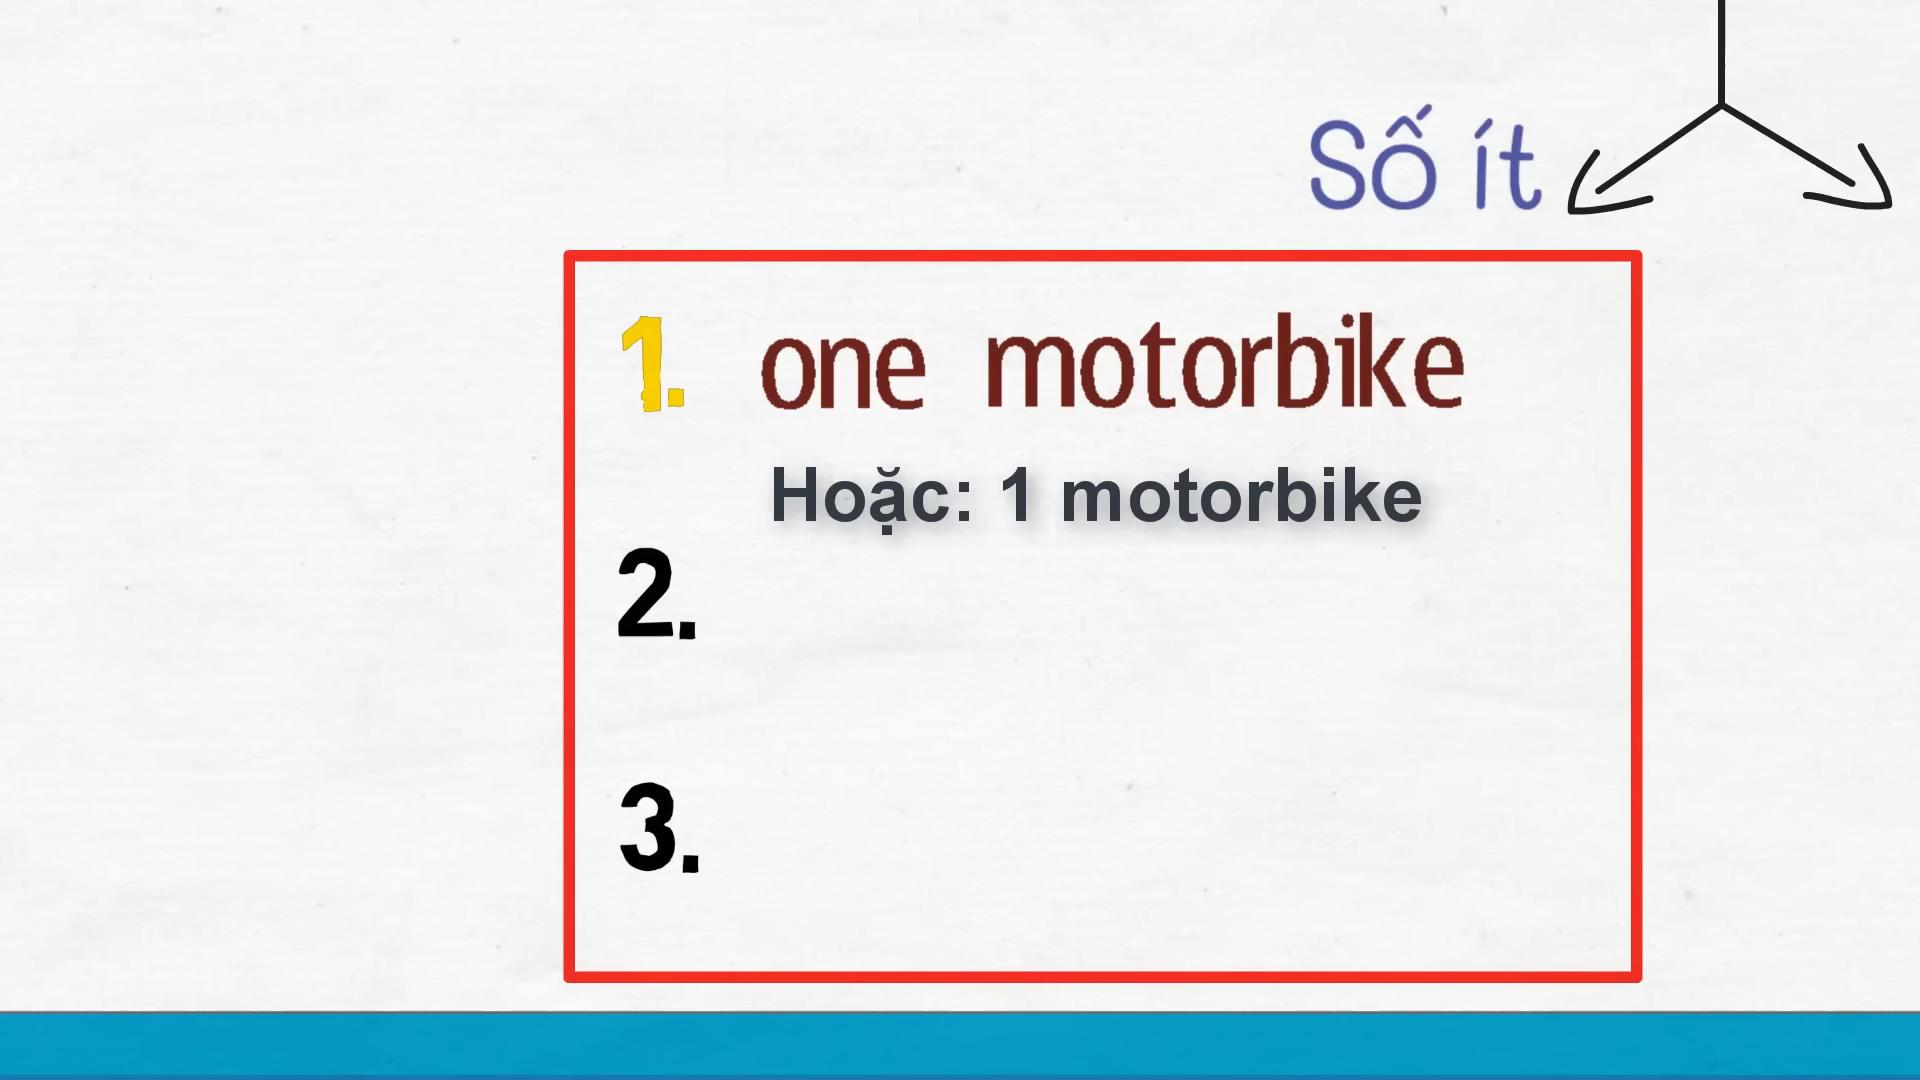 Số ít
1. one motorbike
Hoặc: 1 motorbike
2.
3.